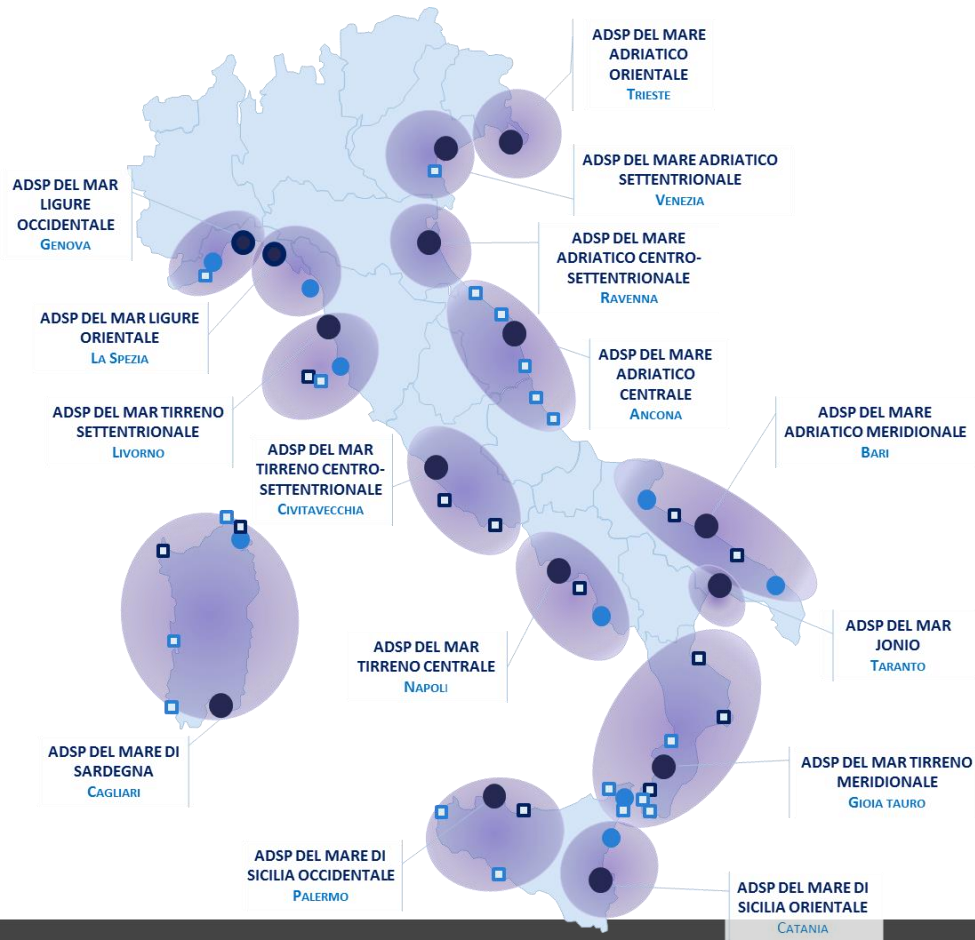 ADSP DEL MARE
ADRIATICO
ORIENTALE
TRIESTE
ADSP DEL MARE ADRIATICO
SETTENTRIONALE
VENEZIA
ADSP DEL MAR
LIGURE
OCCIDENTALE
GENOVA
ADSP DEL MARE
ADRIATICO CENTRO-
SETTENTRIONALE
RAVENNA
ADSP DEL MAR LIGURE
ORIENTALE
LA SPEZIA
ADSP DEL MARE
ADRIATICO
CENTRALE
ANCONA
ADSP DEL MAR TIRRENO
SETTENTRIONALE
LIVORNO
ADSP DEL MARE
ADRIATICO MERIDIONALE
BARI
ADSP DEL MAR
TIRRENO CENTRO-
SETTENTRIONALE
CIVITAVECCHIA
ADSP DEL MAR
JONIO
TARANTO
ADSP DEL MAR
TIRRENO CENTRALE
NAPOLI
ADSP DEL MARE DI
SARDEGNA
CAGLIARI
ADSP DEL MAR TIRRENO
MERIDIONALE
GIOIA TAURO
ADSP DEL MARE DI
SICILIA OCCIDENTALE
PALERMO
ADSP DEL MARE DI
SICILIA ORIENTALE
CATANIA